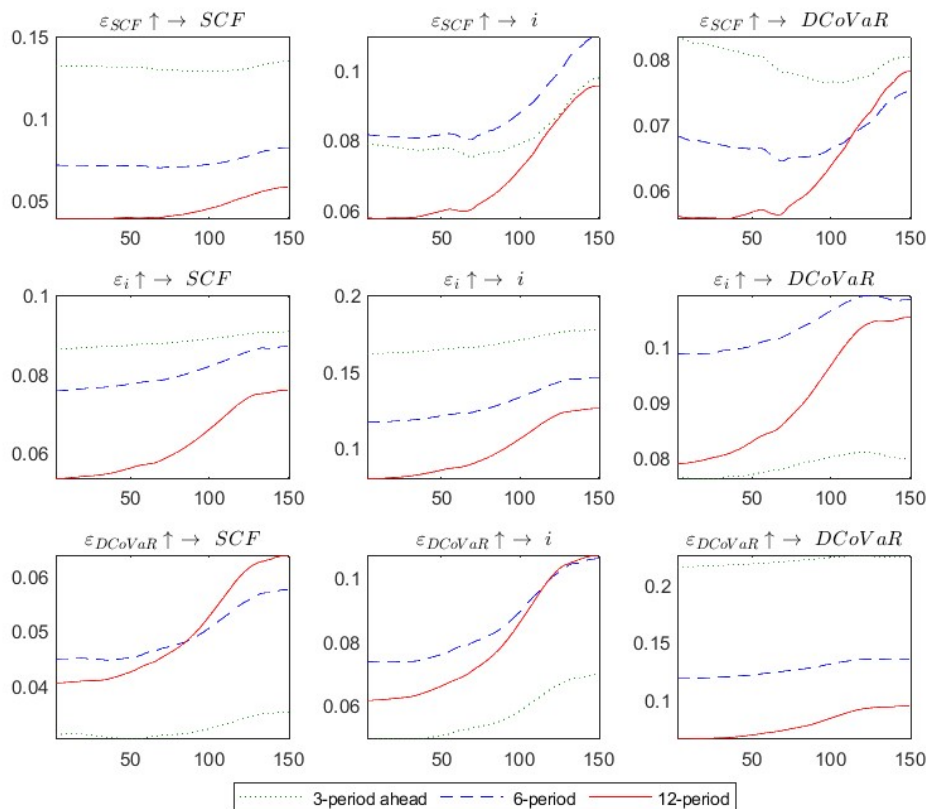 ε_SCF ↑ → SCF
0.15
0.1
0.05
50 100 150
ε_SCF ↑ → i
0.1
0.08
0.06
50 100 150
ε_SCF ↑ → DCoVaR
0.08
0.07
0.06
50 100 150
ε_i ↑ → SCF
0.1
0.08
0.06
50 100 150
ε_i ↑ → i
0.2
0.15
0.1
50 100 150
ε_i ↑ → DCoVaR
0.1
0.09
0.08
50 100 150
ε_DCoVaR ↑ → SCF
0.06
0.05
0.04
50 100 150
ε_DCoVaR ↑ → i
0.1
0.08
0.06
50 100 150
ε_DCoVaR ↑ → DCoVaR
0.2
0.15
0.1
50 100 150
3-period ahead 6-period 12-period